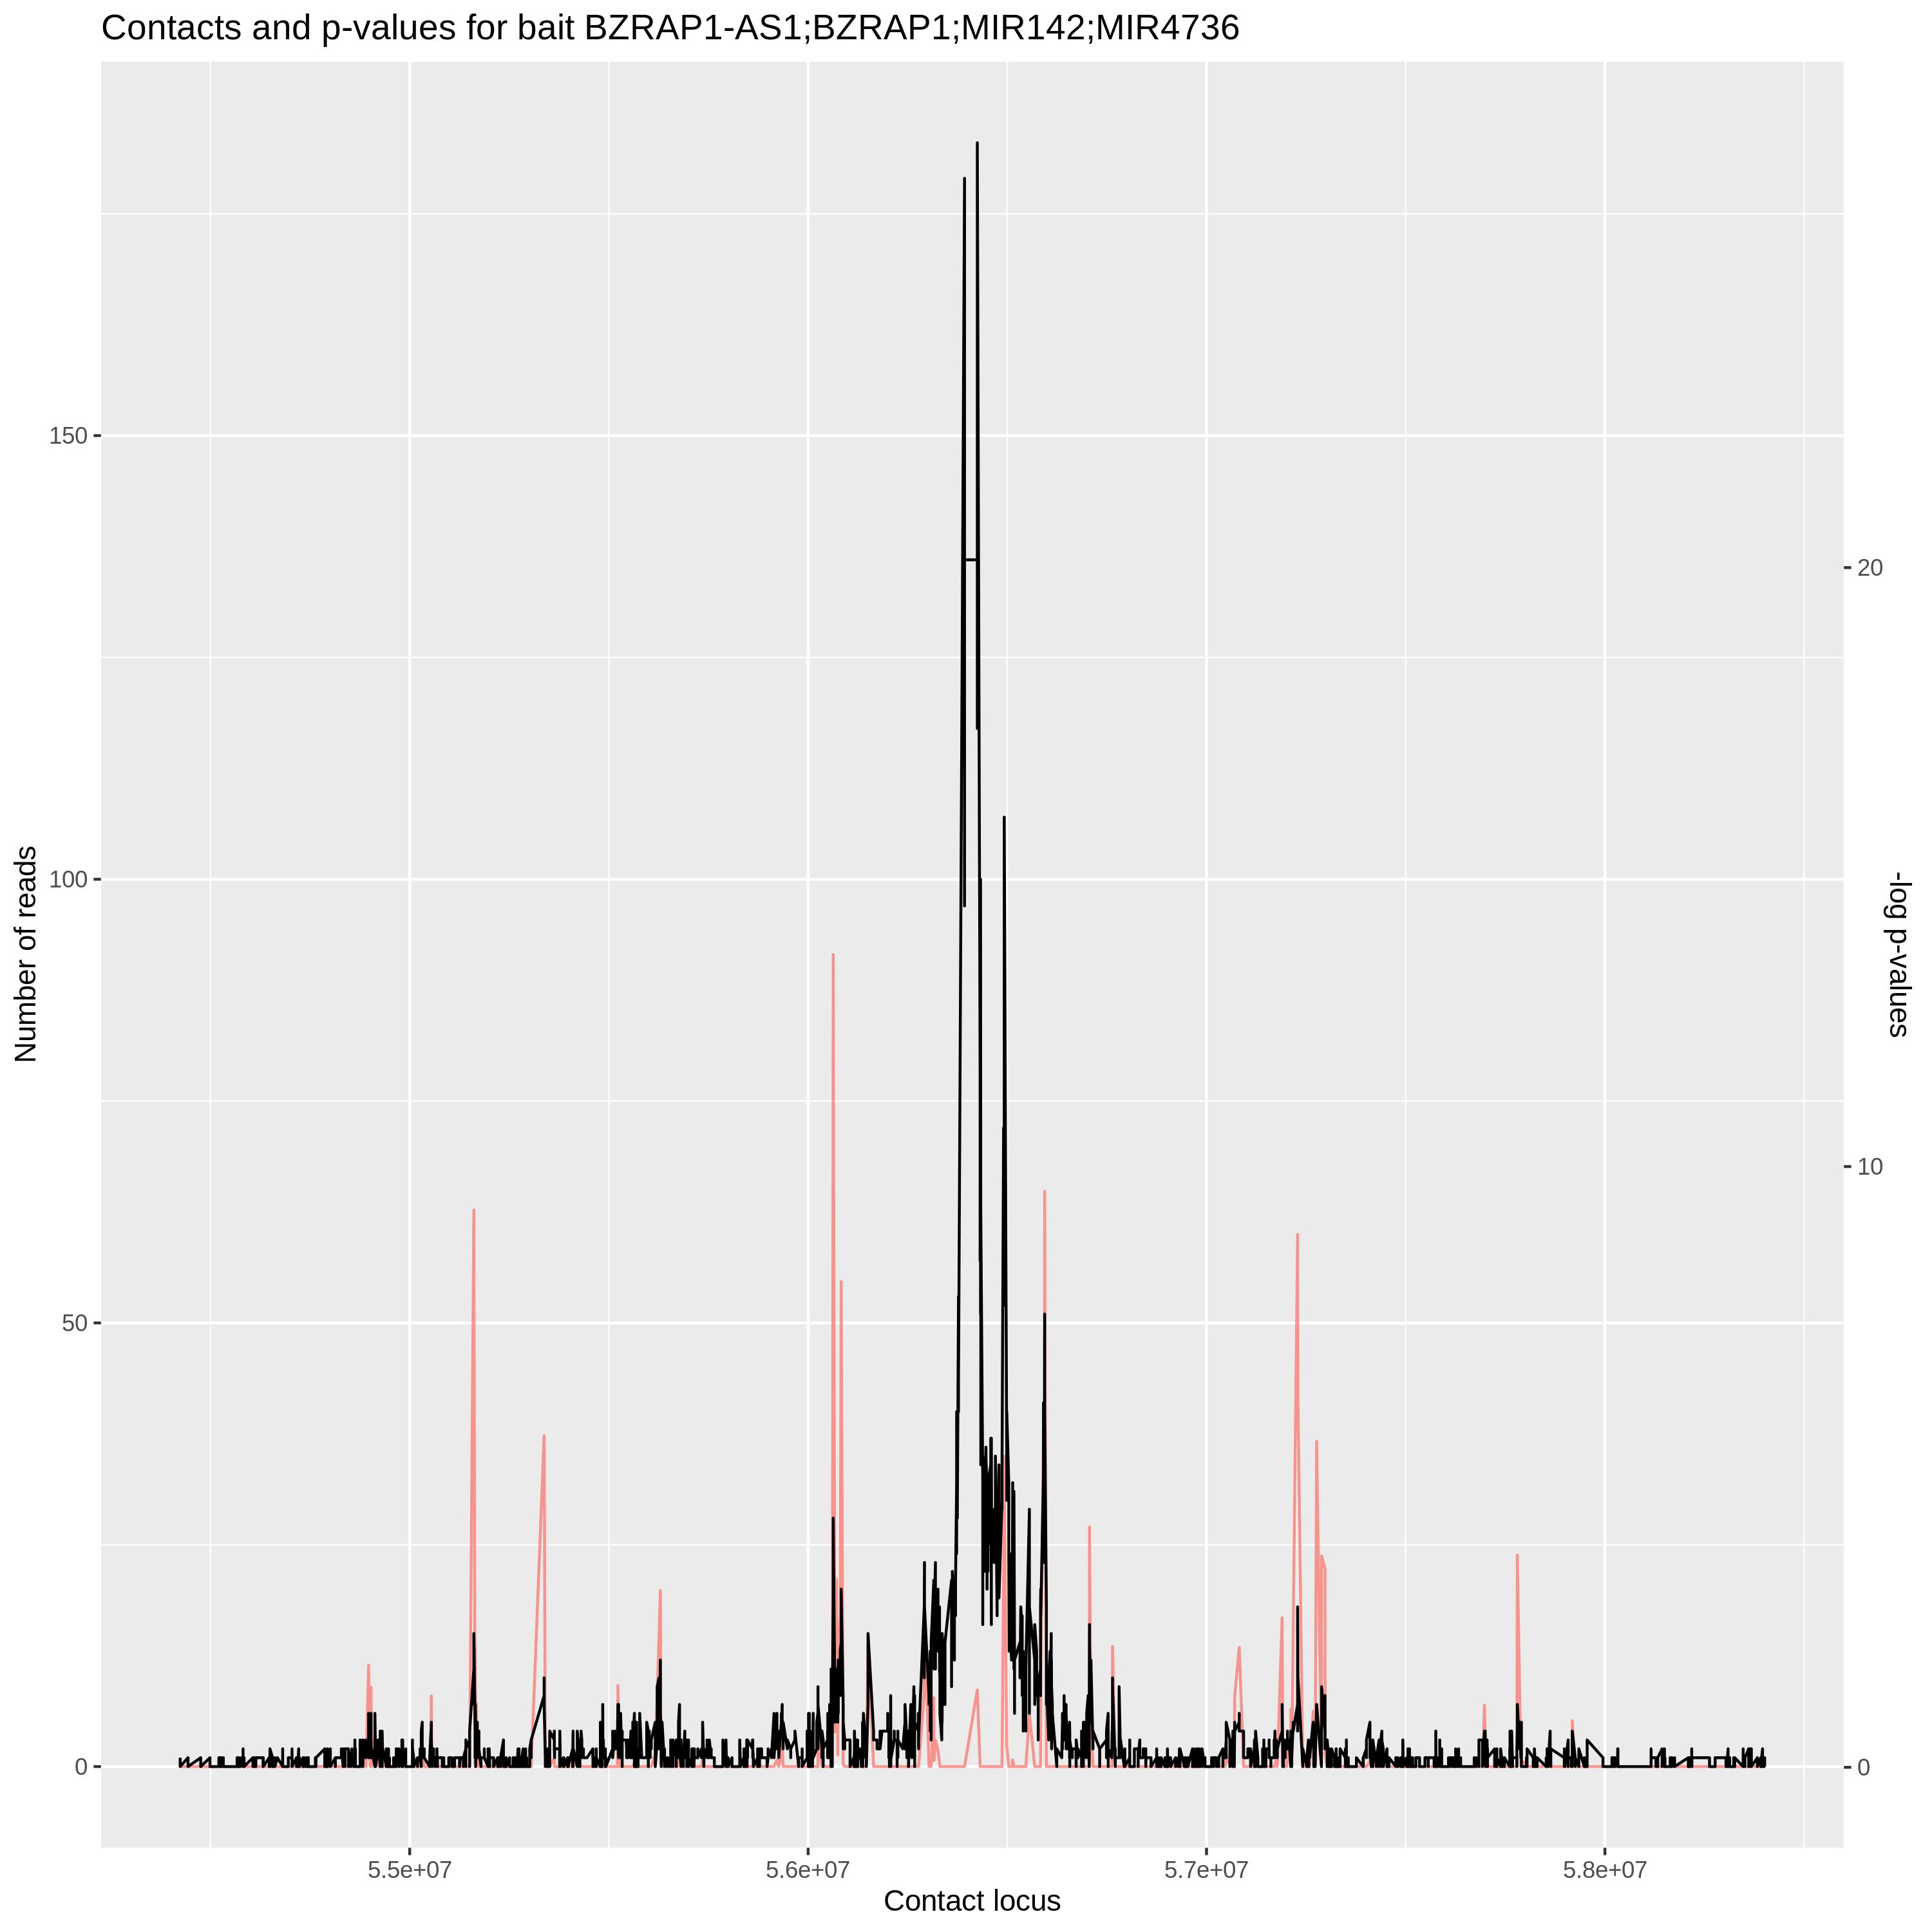 Contacts and p-values for bait BZRAP1-AS1;BZRAP1;MIR142;MIR4736
150
100
50
0
Number of reads
20
10
0
-log p-values
5.5e+07
5.6e+07
5.7e+07
5.8e+07
Contact locus